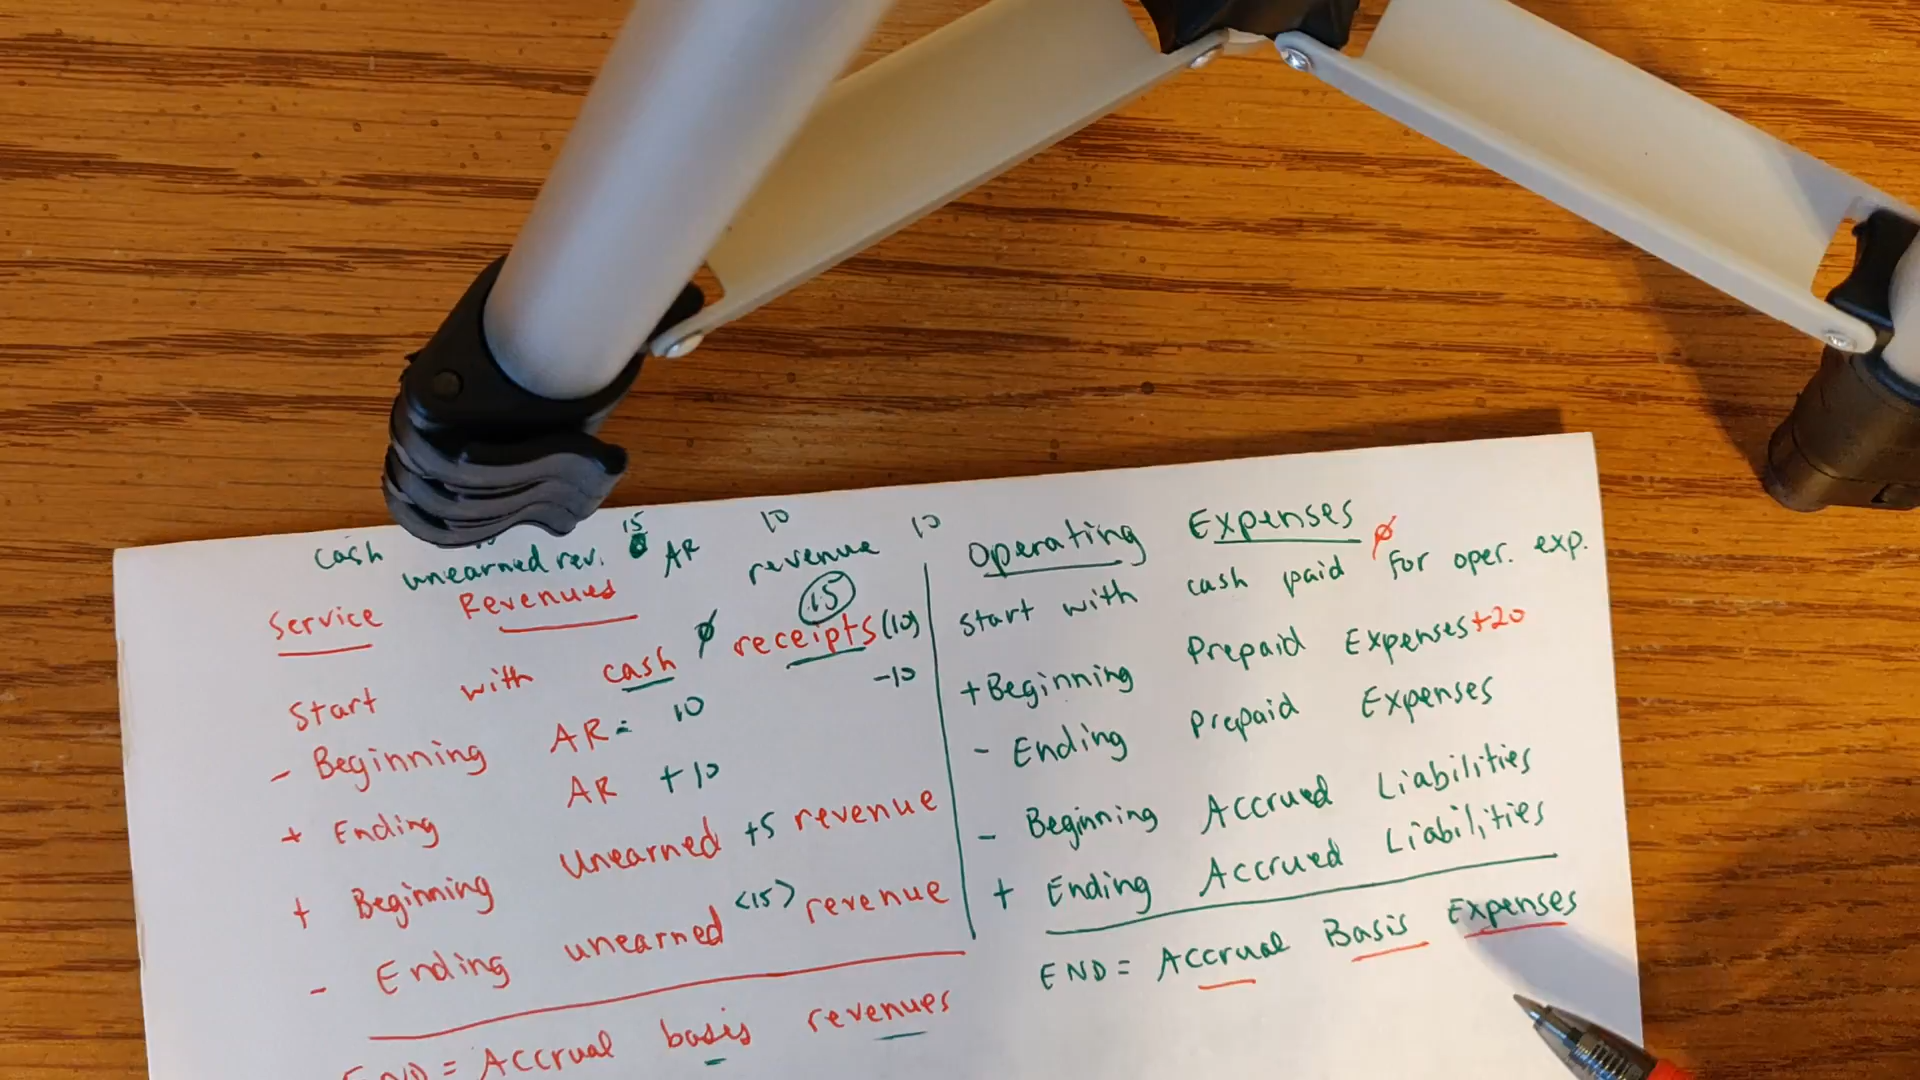 15 10 10
cash unearned rev. AR revenue
Service Revenues
15
Start with cash ∅ receipts (10)
-10
- Beginning AR = 10
+ Ending AR +10
+ Beginning Unearned +5 revenue
- Ending unearned <15> revenue
END = Accrual basis revenues
Operating Expenses
Start with cash paid ∅ for oper. exp.
+ Beginning Prepaid Expenses +20
- Ending Prepaid Expenses
- Beginning Accrued Liabilities
+ Ending Accrued Liabilities
END = Accrual Basis Expenses